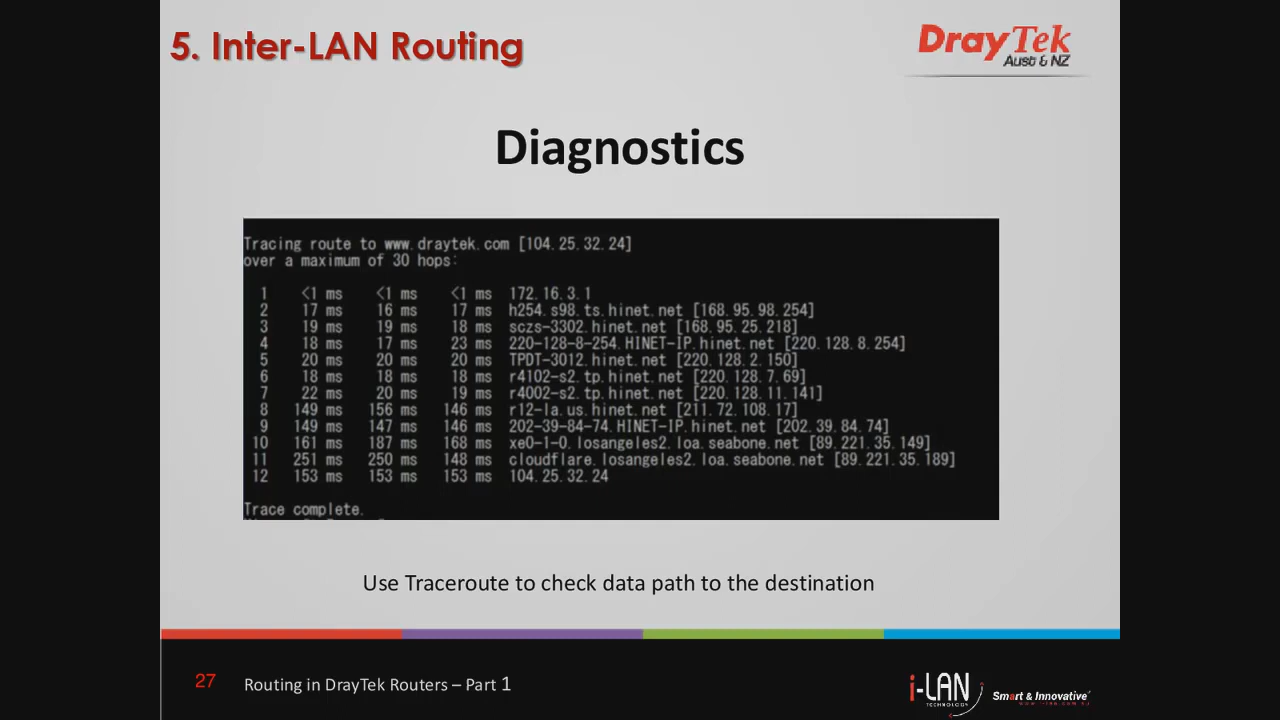 5. Inter-LAN Routing
DrayTek
Aust & NZ
Diagnostics
Tracing route to www.draytek.com [104.25.32.24]
over a maximum of 30 hops:
1 <1 ms <1 ms <1 ms 172.16.3.1
2 17 ms 16 ms 17 ms h254.s98.ts.hinet.net [168.95.98.254]
3 19 ms 19 ms 18 ms sczs-3302.hinet.net [168.95.25.218]
4 18 ms 17 ms 23 ms 220-128-8-254.HINET-IP.hinet.net [220.128.8.254]
5 20 ms 20 ms 20 ms TPDT-3012.hinet.net [220.128.2.150]
6 18 ms 18 ms 18 ms r4102-s2.tp.hinet.net [220.128.7.69]
7 22 ms 20 ms 19 ms r4002-s2.tp.hinet.net [220.128.11.141]
8 149 ms 156 ms 146 ms r12-la.us.hinet.net [211.72.108.17]
9 149 ms 147 ms 146 ms 202-39-84-74.HINET-IP.hinet.net [202.39.84.74]
10 161 ms 187 ms 168 ms xe0-1-0.losangeles2.loa.seabone.net [89.221.35.149]
11 251 ms 250 ms 148 ms cloudflare.losangeles2.loa.seabone.net [89.221.35.189]
12 153 ms 153 ms 153 ms 104.25.32.24
Trace complete.
Use Traceroute to check data path to the destination
27 Routing in DrayTek Routers – Part 1
i-LAN
TECHNOLOGY
Smart & Innovative